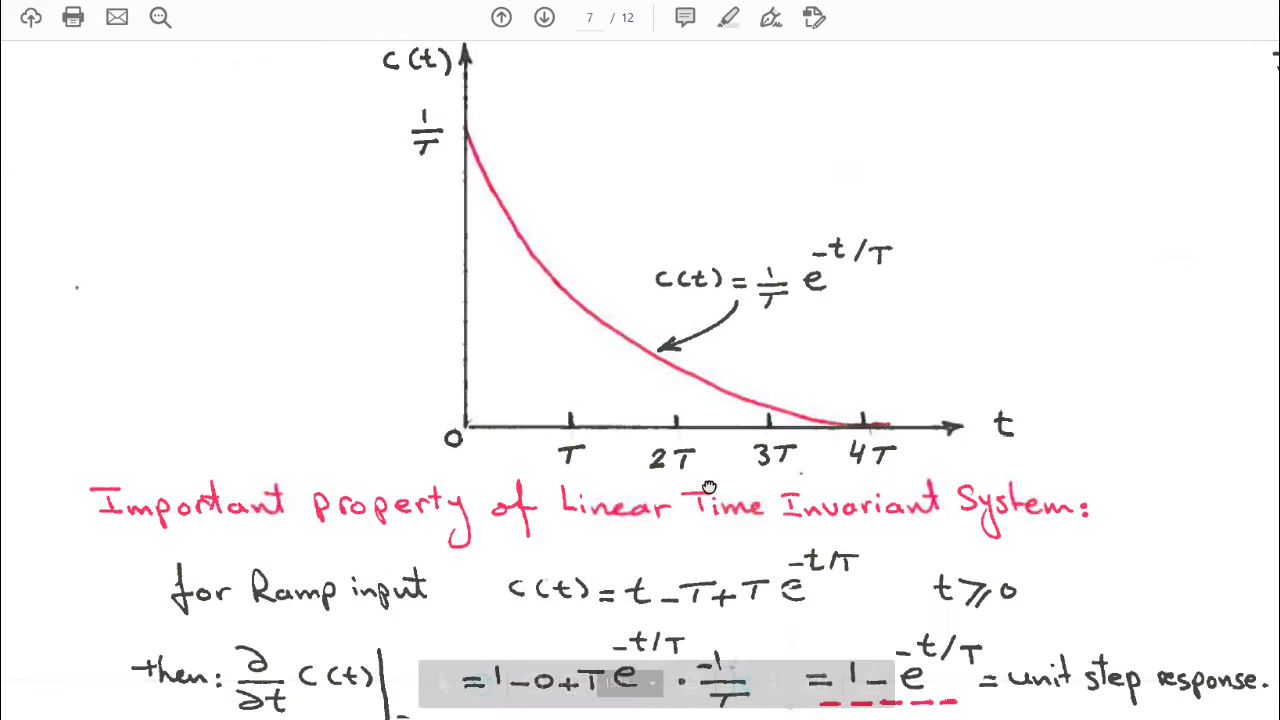 7 / 12
c(t)
1/T
c(t) = 1/T e^-t/T
0 T 2T 3T 4T t
Important property of Linear Time Invariant System:
for Ramp input c(t) = t - T + T e^-t/T t ≥ 0
then: ∂/∂t c(t)| = 1 - 0 + T e^-t/T · -1/T = 1 - e^-t/T = unit step response.